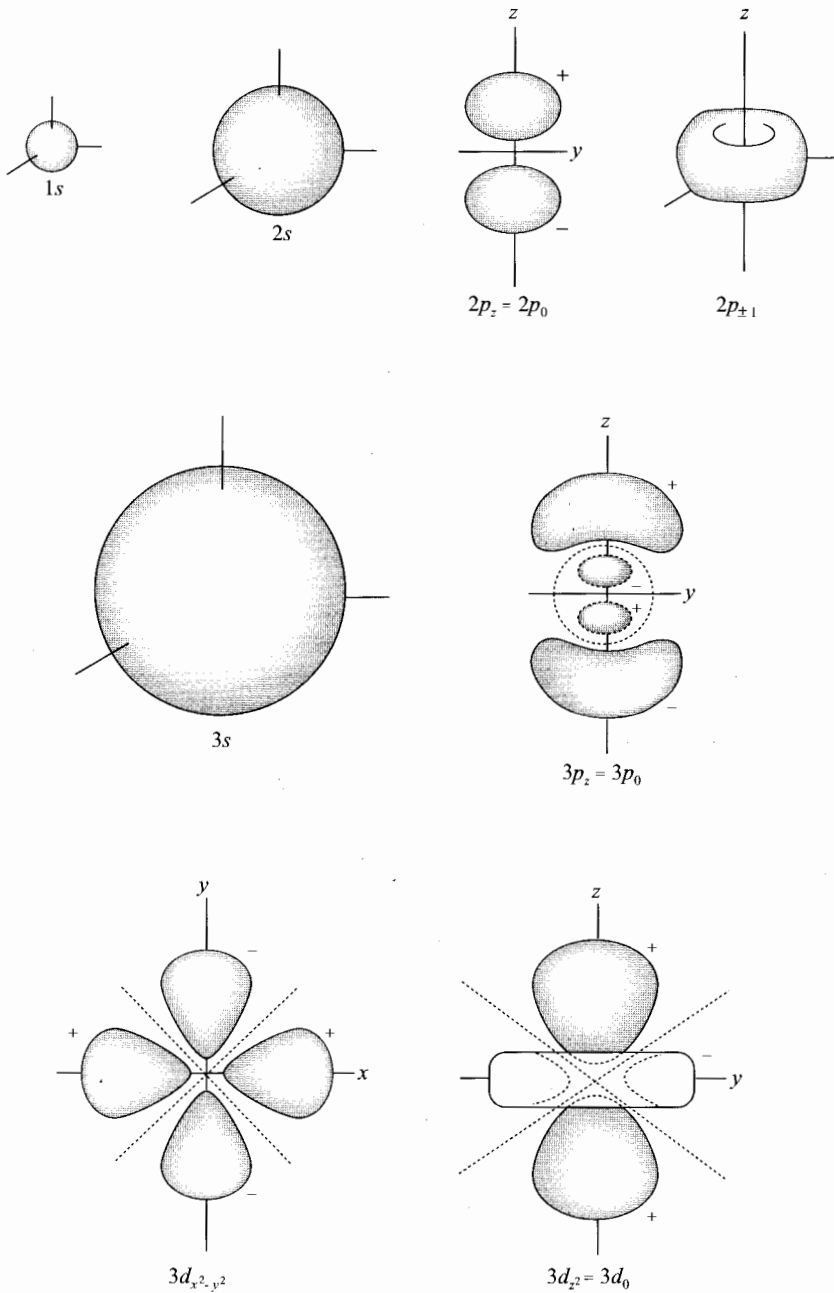 z
z
+
y
−
1s
2s
2p_z = 2p_0
2p_{±1}
z
+
−
+
y
−
3s
3p_z = 3p_0
y
−
+
+
x
−
3d_{x²-y²}
z
+
−
y
+
3d_{z²} = 3d_0